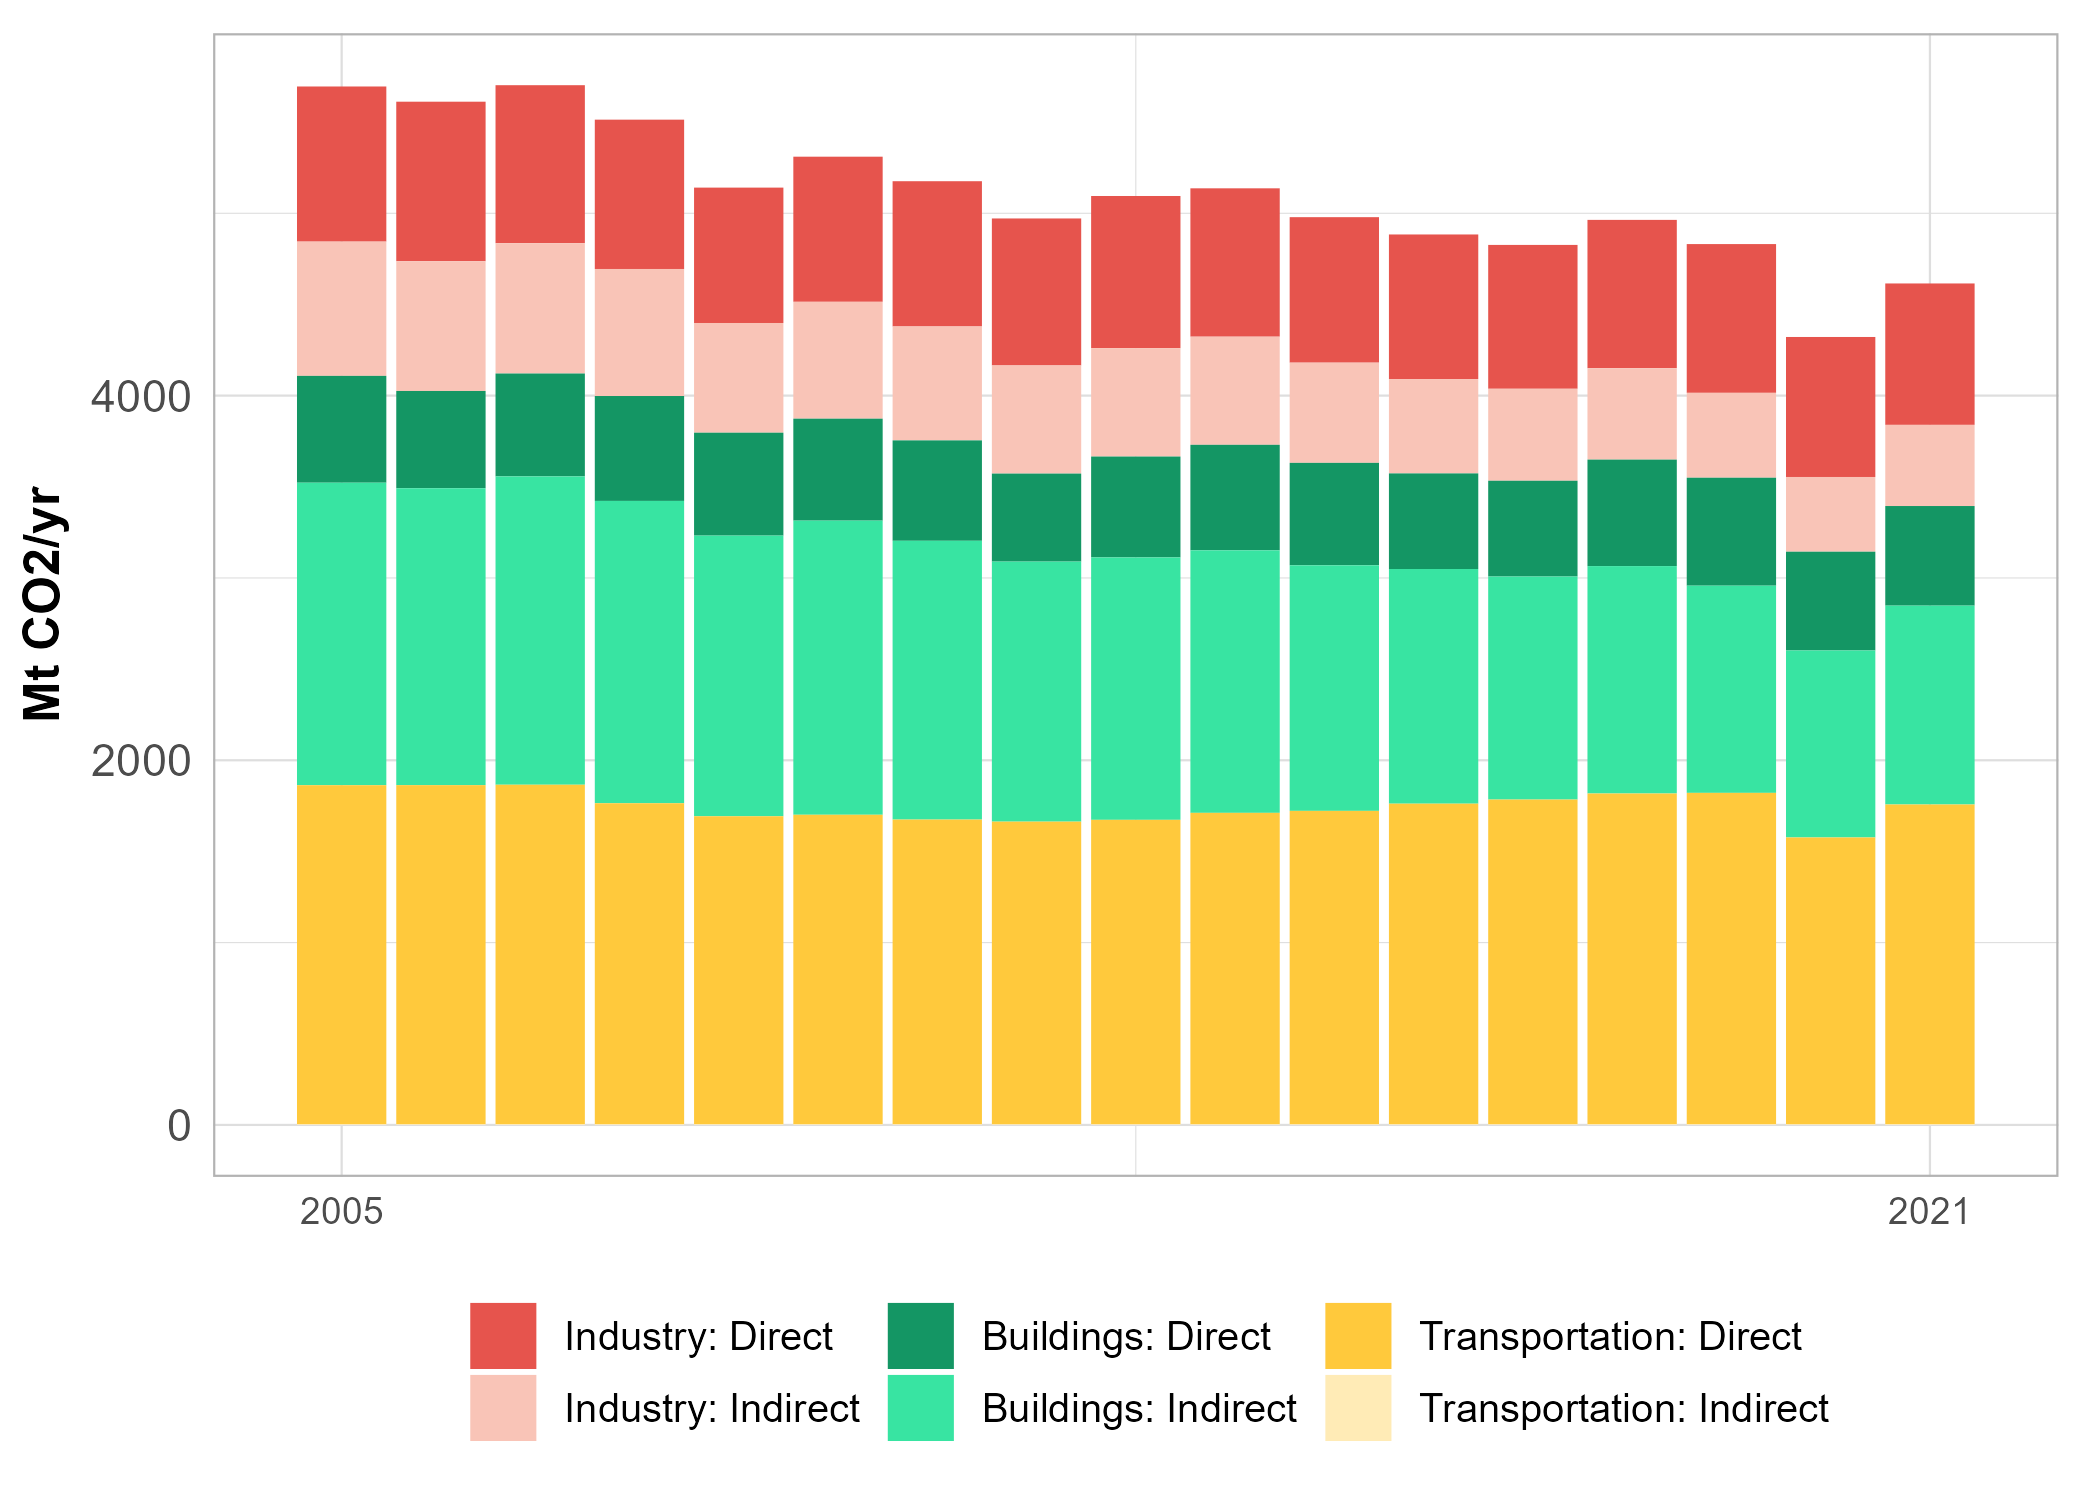 Mt CO2/yr
4000
2000
0
2005
2021
Industry: Direct
Buildings: Direct
Transportation: Direct
Industry: Indirect
Buildings: Indirect
Transportation: Indirect